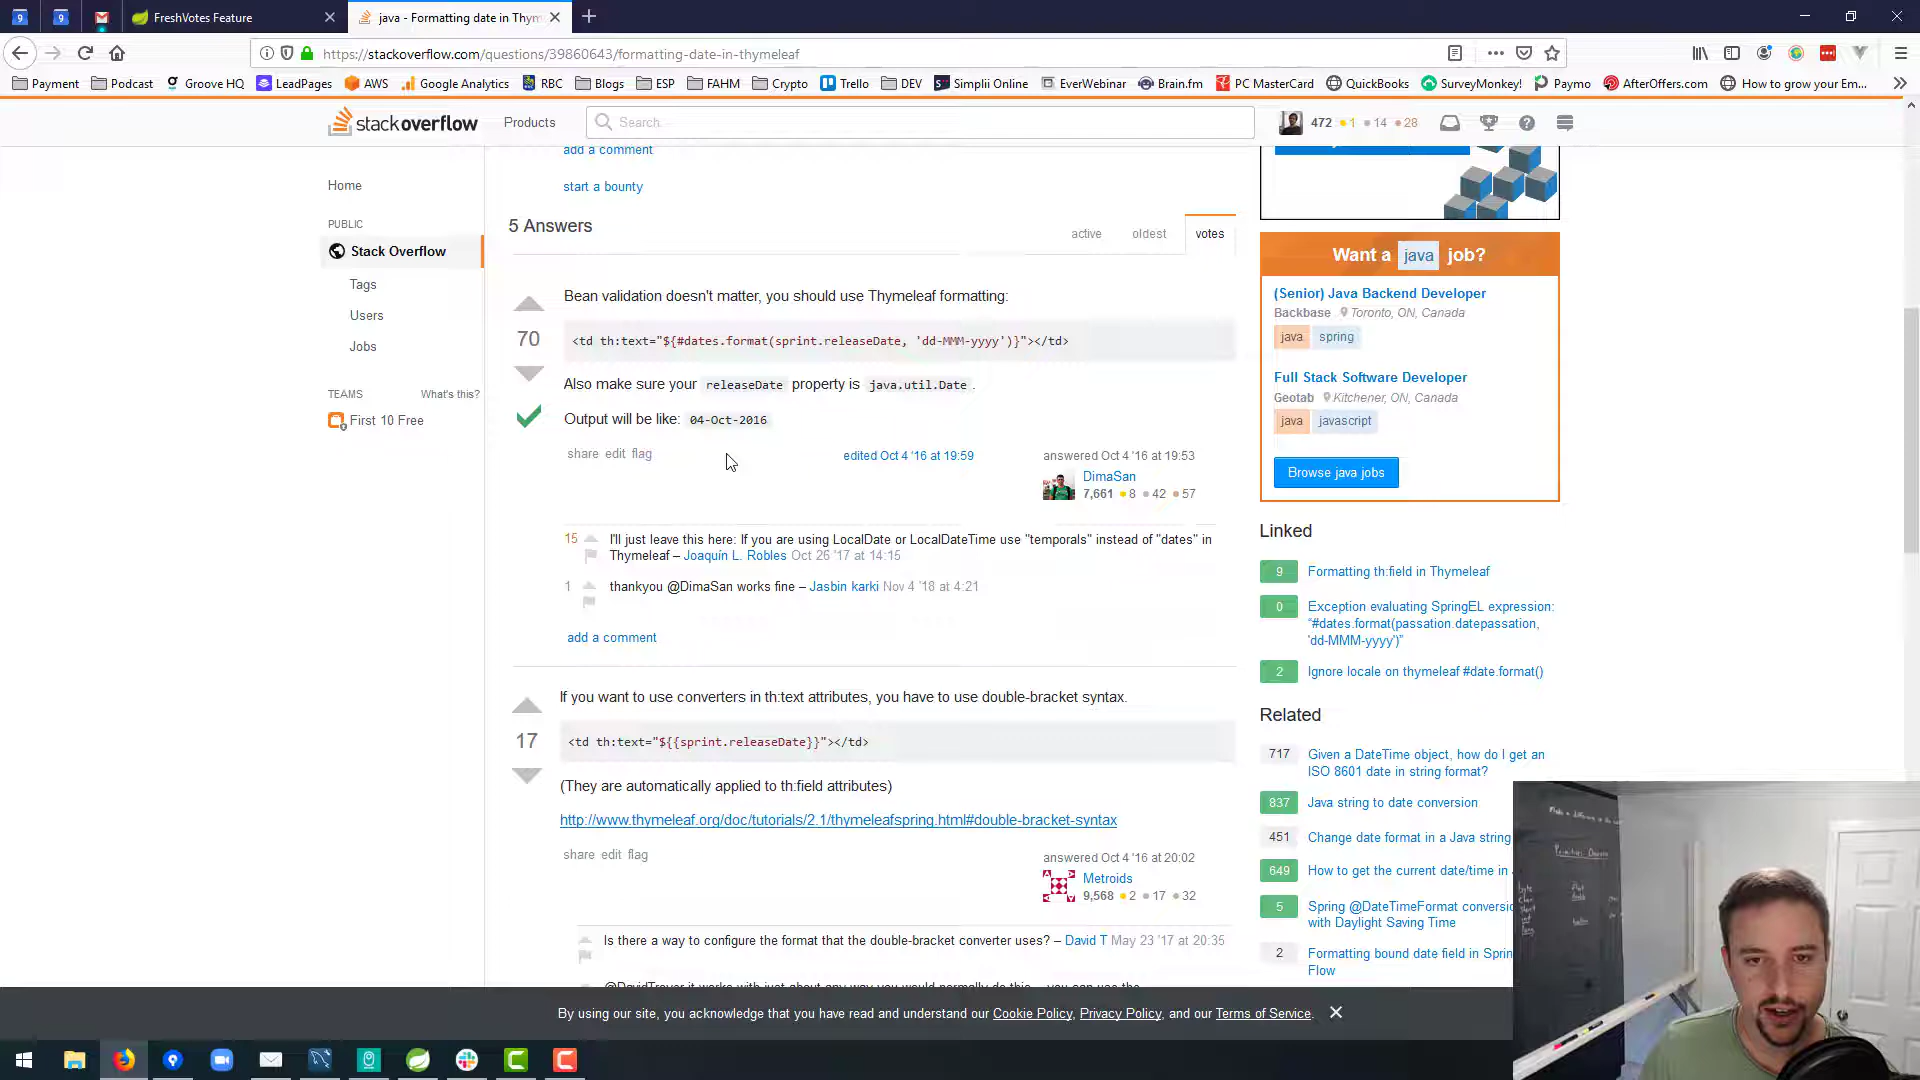 FreshVotes Feature
java - Formatting date in Thym
https://stackoverflow.com/questions/39860643/formatting-date-in-thymeleaf
Payment
Podcast
Groove HQ
LeadPages
AWS
Google Analytics
RBC
Blogs
ESP
FAHM
Crypto
Trello
DEV
Simplii Online
EverWebinar
Brain.fm
PC MasterCard
QuickBooks
SurveyMonkey!
Paymo
AfterOffers.com
How to grow your Em...
stackoverflow
Products
Search...
472 1 14 28
Home
PUBLIC
Stack Overflow
Tags
Users
Jobs
TEAMS What's this?
First 10 Free
add a comment
start a bounty
5 Answers
active oldest votes
Bean validation doesn't matter, you should use Thymeleaf formatting:
70
<td th:text="${#dates.format(sprint.releaseDate, 'dd-MMM-yyyy')}"></td>
Also make sure your releaseDate property is java.util.Date.
Output will be like: 04-Oct-2016
share edit flag
edited Oct 4 '16 at 19:59
answered Oct 4 '16 at 19:53
DimaSan
7,661 8 42 57
15 I'll just leave this here: If you are using LocalDate or LocalDateTime use "temporals" instead of "dates" in
Thymeleaf – Joaquín L. Robles Oct 26 '17 at 14:15
1 thankyou @DimaSan works fine – Jasbin karki Nov 4 '18 at 4:21
add a comment
If you want to use converters in th:text attributes, you have to use double-bracket syntax.
17
<td th:text="${{sprint.releaseDate}}"></td>
(They are automatically applied to th:field attributes)
http://www.thymeleaf.org/doc/tutorials/2.1/thymeleafspring.html#double-bracket-syntax
share edit flag
answered Oct 4 '16 at 20:02
Metroids
9,568 2 17 32
Is there a way to configure the format that the double-bracket converter uses? – David T May 23 '17 at 20:35
Want a java job?
(Senior) Java Backend Developer
Backbase Toronto, ON, Canada
java spring
Full Stack Software Developer
Geotab Kitchener, ON, Canada
java javascript
Browse java jobs
Linked
9 Formatting th:field in Thymeleaf
0 Exception evaluating SpringEL expression:
"#dates.format(passation.datepassation,
'dd-MMM-yyyy')"
2 Ignore locale on thymeleaf #date.format()
Related
717 Given a DateTime object, how do I get an
ISO 8601 date in string format?
837 Java string to date conversion
451 Change date format in a Java string
649 How to get the current date/time in
5 Spring @DateTimeFormat conversio
with Daylight Saving Time
2 Formatting bound date field in Sprin
Flow
By using our site, you acknowledge that you have read and understand our Cookie Policy, Privacy Policy, and our Terms of Service.